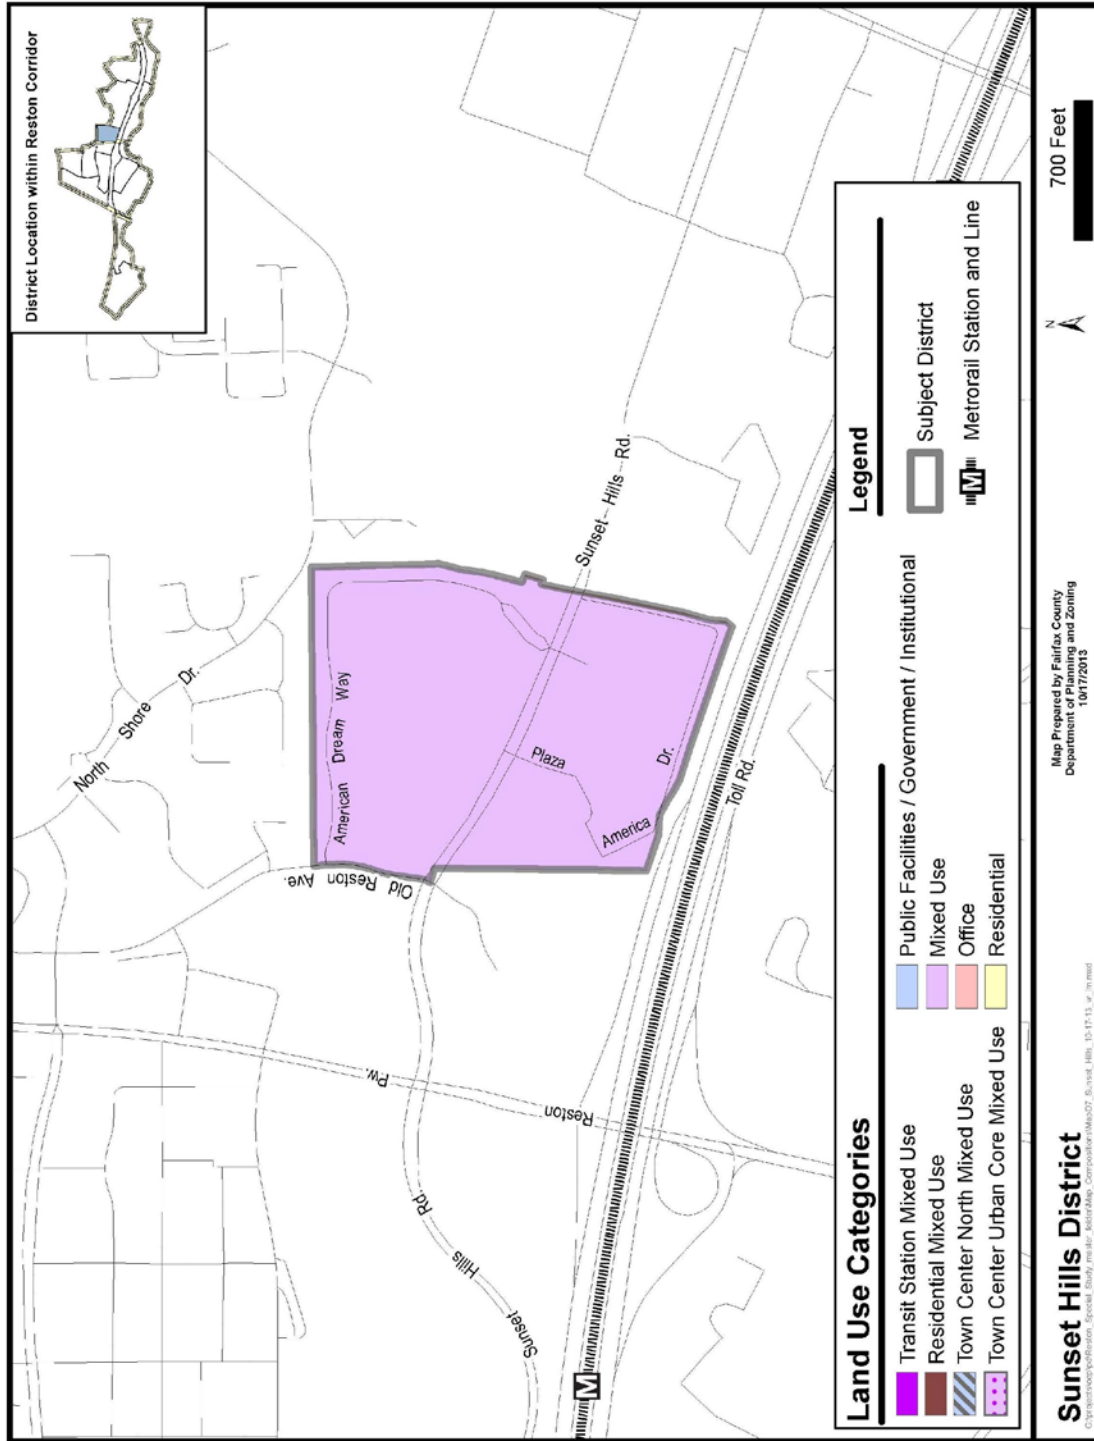 District Location within Reston Corridor
North
Shore
Dr.
American Dream Way
Old Reston Ave.
Sunset Hills Rd.
Plaza
America
Dr.
Toll Rd.
Reston
Pw.
Sunset
Hills
Rd.
M
Land Use Categories
Transit Station Mixed Use
Residential Mixed Use
Town Center North Mixed Use
Town Center Urban Core Mixed Use
Public Facilities / Government / Institutional
Mixed Use
Office
Residential
Legend
Subject District
M
Metrorail Station and Line
Sunset Hills District
Map Prepared by Fairfax County
Department of Planning and Zoning
10/17/2013
N
700 Feet